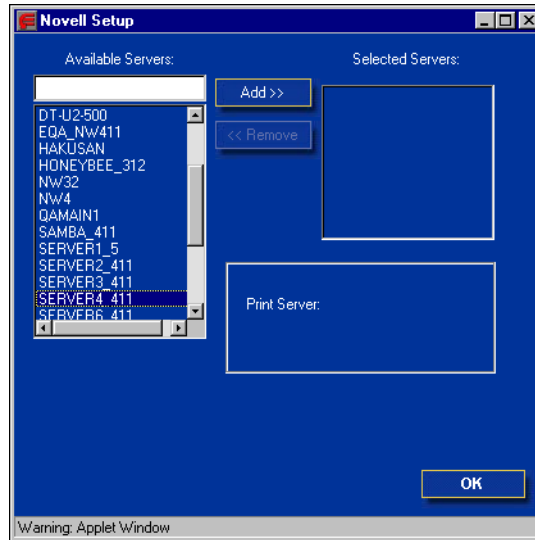 Novell Setup
Available Servers:
Selected Servers:
Add >>
<< Remove
DT-U2-500
EQA_NW411
HAKUSAN
HONEYBEE_312
NW32
NW4
QAMAIN1
SAMBA_411
SERVER1_5
SERVER2_411
SERVER3_411
SERVER4_411
SERVER6_411
Print Server:
OK
Warning: Applet Window